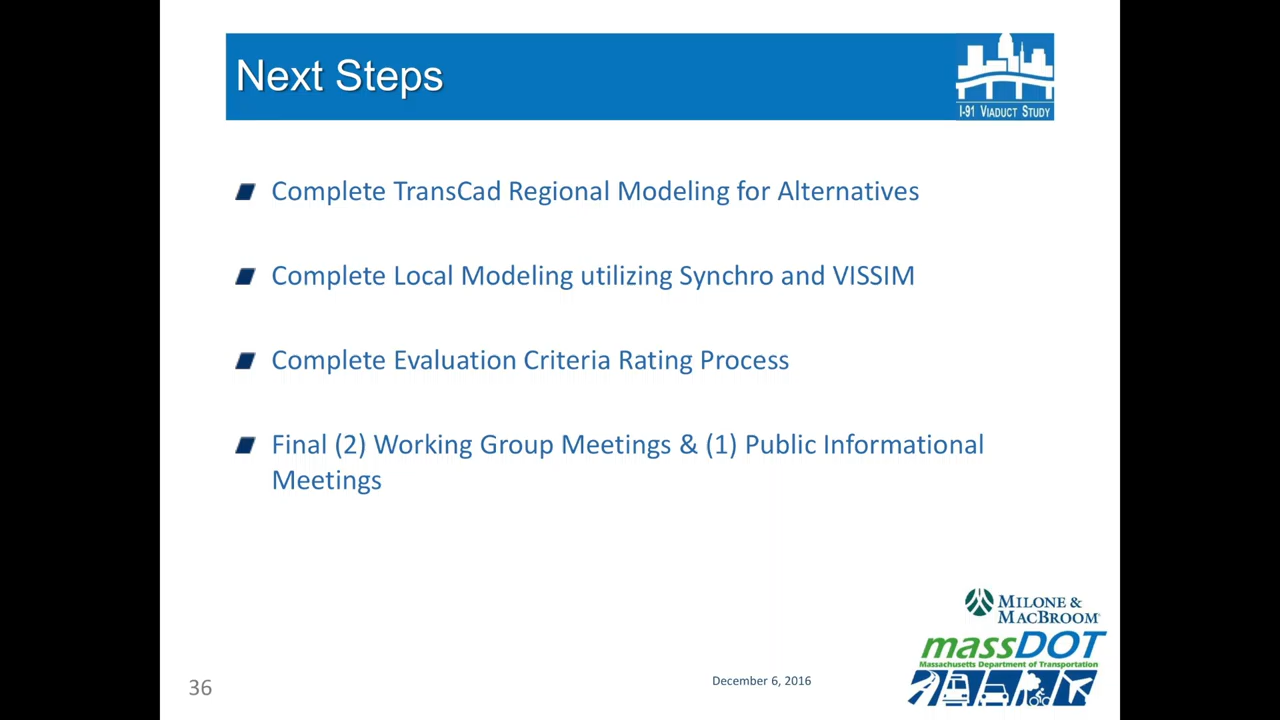 Next Steps
I-91 VIADUCT STUDY
Complete TransCad Regional Modeling for Alternatives
Complete Local Modeling utilizing Synchro and VISSIM
Complete Evaluation Criteria Rating Process
Final (2) Working Group Meetings & (1) Public Informational
Meetings
MILONE &
MACBROOM
massDOT
Massachusetts Department of Transportation
December 6, 2016
36